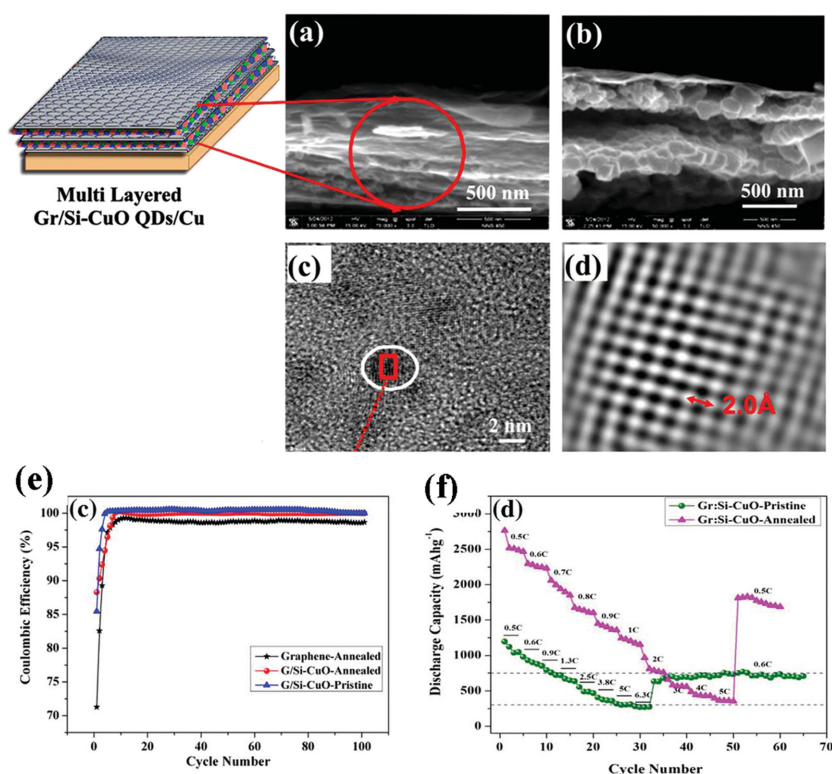 (a)
500 nm
(b)
500 nm
Multi Layered
Gr/Si-CuO QDs/Cu
(c)
2 nm
(d)
2.0Å
(e)
(c)
Coulombic Efficiency (%)
100
95
90
85
80
75
70
Graphene-Annealed
G/Si-CuO-Annealed
G/Si-CuO-Pristine
0
20
40
60
80
100
Cycle Number
(f)
(d)
Discharge Capacity (mAhg⁻¹)
3000
2500
2000
1500
1000
500
0
Gr:Si-CuO-Pristine
Gr:Si-CuO-Annealed
0.5C
0.6C
0.7C
0.8C
0.9C
1C
2C
3C
4C
5C
0.5C
0.5C
0.6C
0.9C
1.3C
2.5C
3.8C
5C
6.3C
0.6C
0
10
20
30
40
50
60
70
Cycle Number